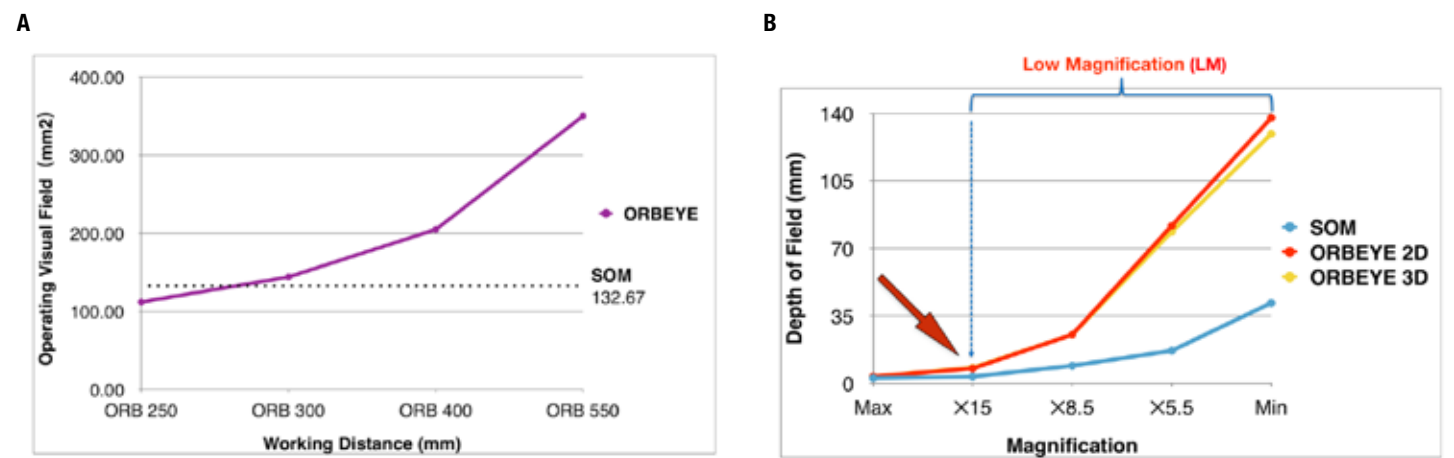 A
B
400.00
300.00
200.00
100.00
0.00
Operating Visual Field (mm2)
ORB 250
ORB 300
ORB 400
ORB 550
Working Distance (mm)
ORBEYE
SOM
132.67
Low Magnification (LM)
140
105
70
35
0
Depth of Field (mm)
Max
×15
×8.5
×5.5
Min
Magnification
SOM
ORBEYE 2D
ORBEYE 3D